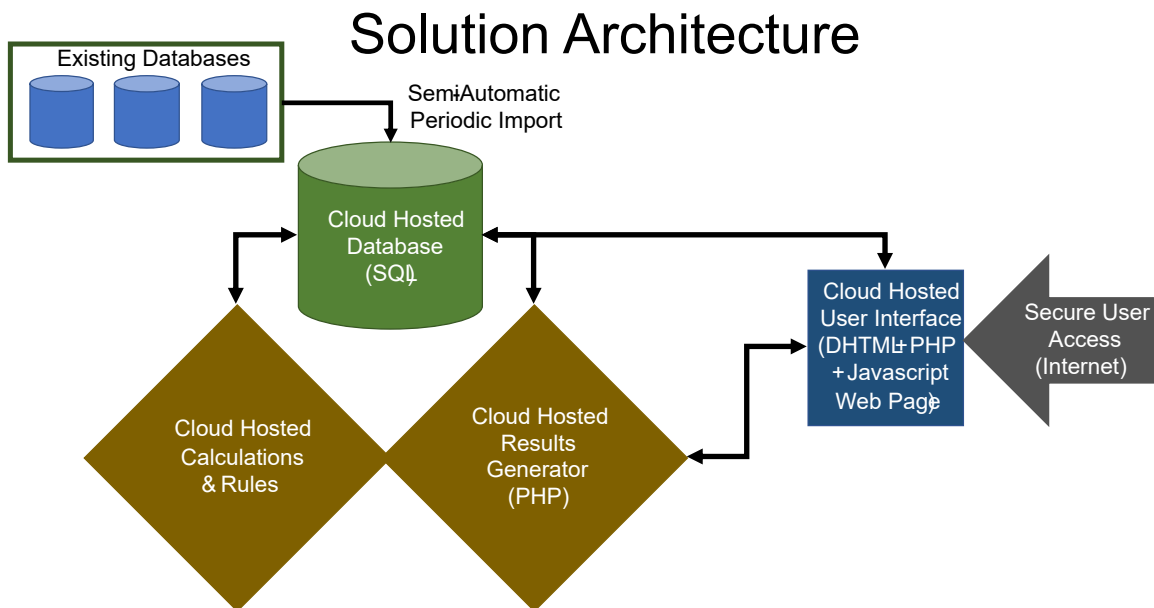 Solution Architecture
Existing Databases
Semi-Automatic
Periodic Import
Cloud Hosted
Database
(SQL)
Cloud Hosted
User Interface
(DHTML+PHP
+Javascript
Web Page)
Secure User
Access
(Internet)
Cloud Hosted
Calculations
& Rules
Cloud Hosted
Results
Generator
(PHP)